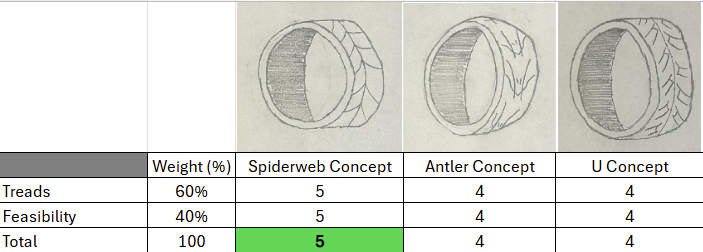 Weight (%) Spiderweb Concept Antler Concept U Concept
Treads 60% 5 4 4
Feasibility 40% 5 4 4
Total 100 5 4 4